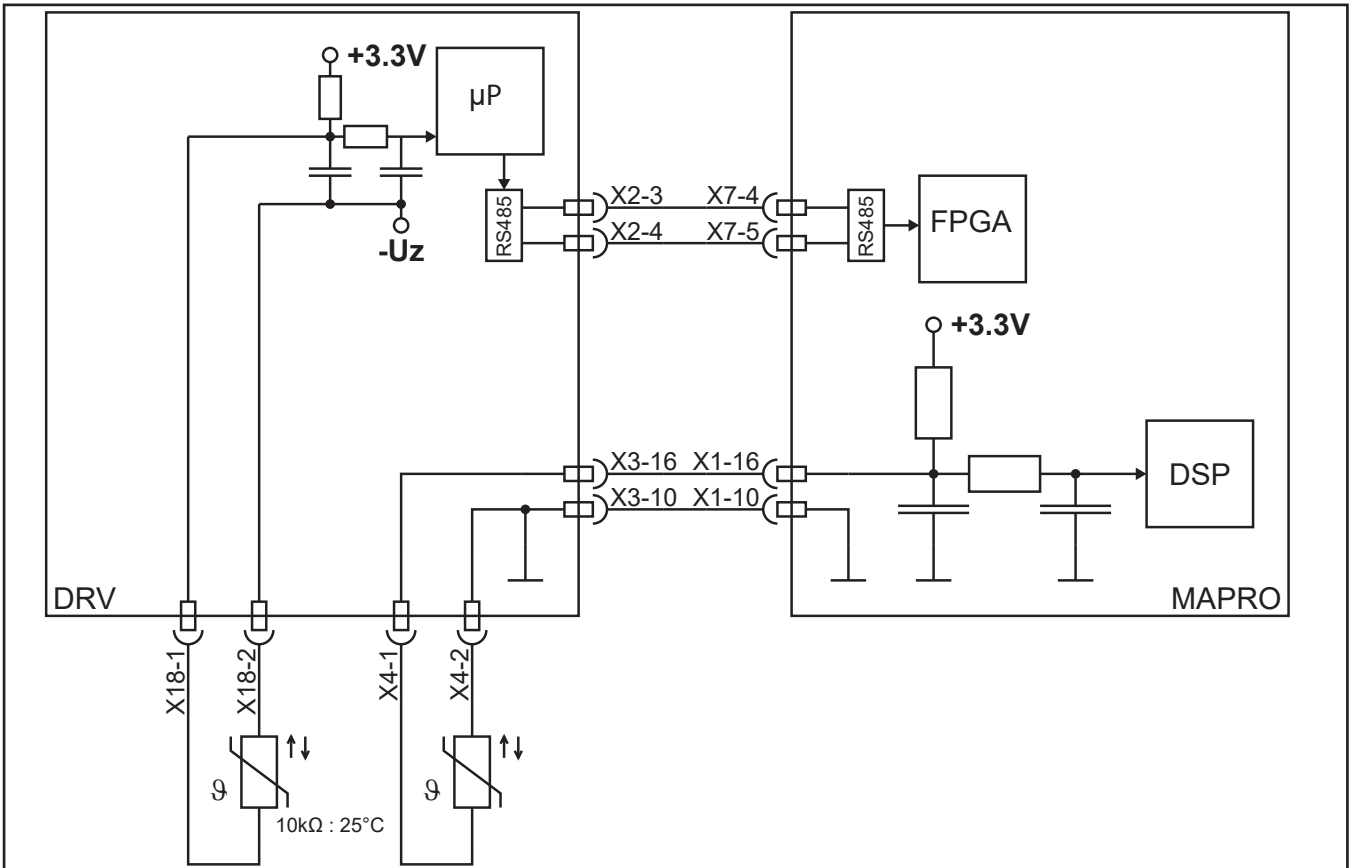 +3.3V
µP
RS485
X2-3 X7-4
X2-4 X7-5
RS485
FPGA
-Uz
+3.3V
X3-16 X1-16
X3-10 X1-10
DSP
DRV
MAPRO
X18-1
X18-2
X4-1
X4-2
ϑ
10kΩ : 25°C
ϑ